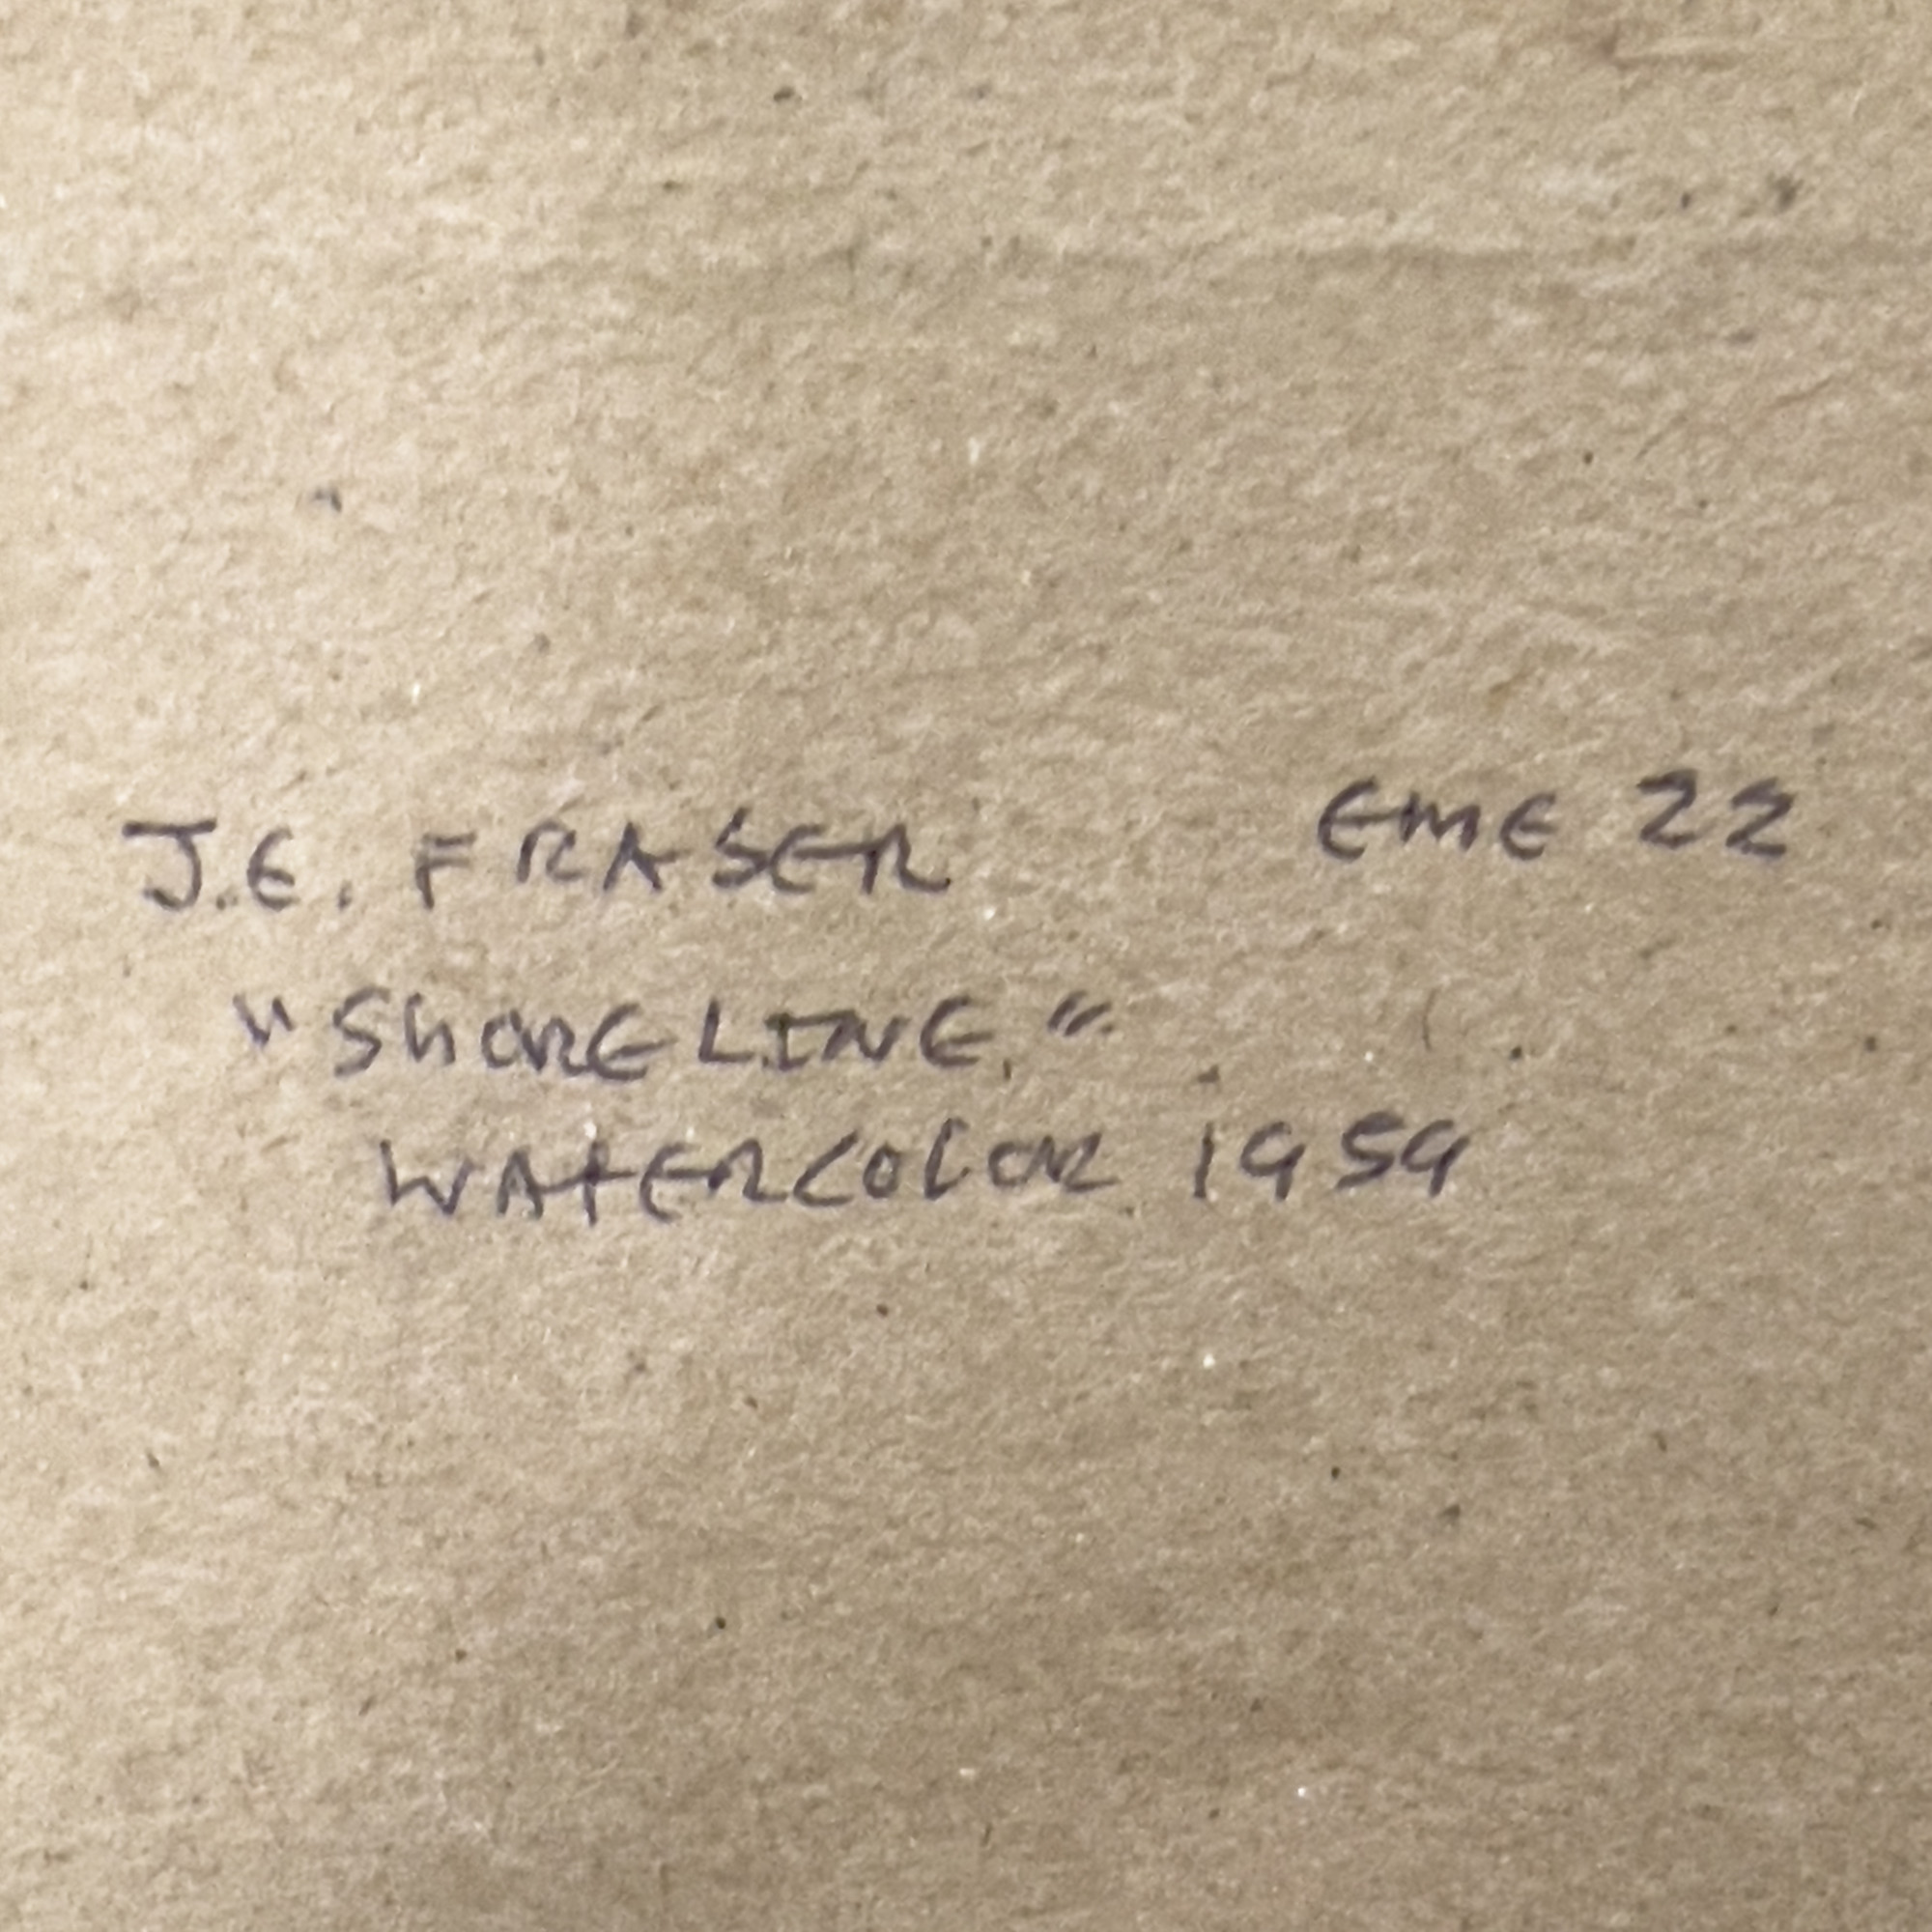 J.E. FRASER EME 22
"SHORELINE"
WATERCOLOR 1959